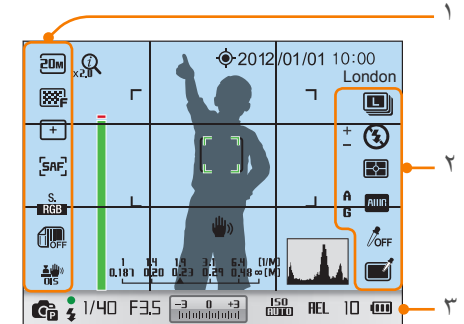 ١
20M
x2.0
2012/01/01 10:00
London
L
F
+
-
٢
SAF
S.
RGB
A
G
AUTO
OFF
OFF
OIS
1 1.4 1.9 3.1 6.4 (1/M)
0.187 0.20 0.23 0.29 0.48 ∞ (M)
P
1/40 F3.5
-3 0 +3
ISO
AUTO
AEL 10
٣